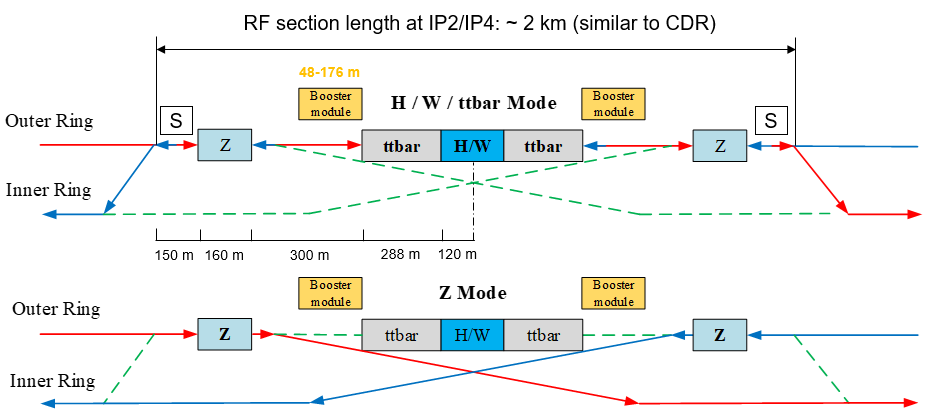 RF section length at IP2/IP4: ~ 2 km (similar to CDR)
48-176 m
Booster
module
H / W / ttbar Mode
Booster
module
Outer Ring
S
Z
ttbar
H/W
ttbar
Z
S
Inner Ring
150 m
160 m
300 m
288 m
120 m
Booster
module
Z Mode
Booster
module
Outer Ring
Z
ttbar
H/W
ttbar
Z
Inner Ring